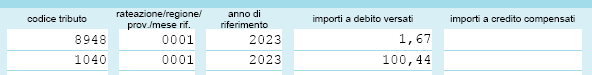 codice tributo rateazione/regione/ prov./mese rif. anno di riferimento importi a debito versati importi a credito compensati
8948 0001 2023 1,67
1040 0001 2023 100,44